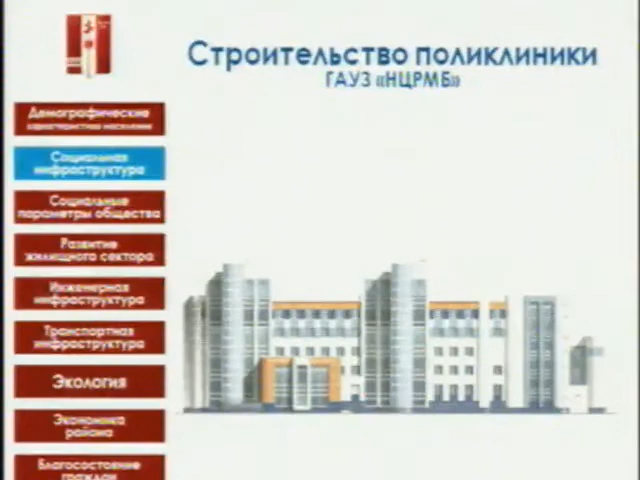 Строительство поликлиники
ГАУЗ «НЦРМБ»
Демографические
характеристики населения
Социальная
инфраструктура
Социальные
параметры общества
Развитие
жилищного сектора
Инженерная
инфраструктура
Транспортная
инфраструктура
Экология
Экономика
района
Благосостояние
граждан